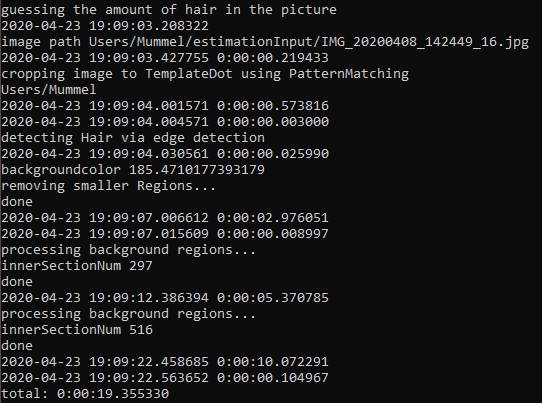 guessing the amount of hair in the picture
2020-04-23 19:09:03.208322
image path Users/Mummel/estimationInput/IMG_20200408_142449_16.jpg
2020-04-23 19:09:03.427755 0:00:00.219433
cropping image to TemplateDot using PatternMatching
Users/Mummel
2020-04-23 19:09:04.001571 0:00:00.573816
2020-04-23 19:09:04.004571 0:00:00.003000
detecting Hair via edge detection
2020-04-23 19:09:04.030561 0:00:00.025990
backgroundcolor 185.4710177393179
removing smaller Regions...
done
2020-04-23 19:09:07.006612 0:00:02.976051
2020-04-23 19:09:07.015609 0:00:00.008997
processing background regions...
innerSectionNum 297
done
2020-04-23 19:09:12.386394 0:00:05.370785
processing background regions...
innerSectionNum 516
done
2020-04-23 19:09:22.458685 0:00:10.072291
2020-04-23 19:09:22.563652 0:00:00.104967
total: 0:00:19.355330